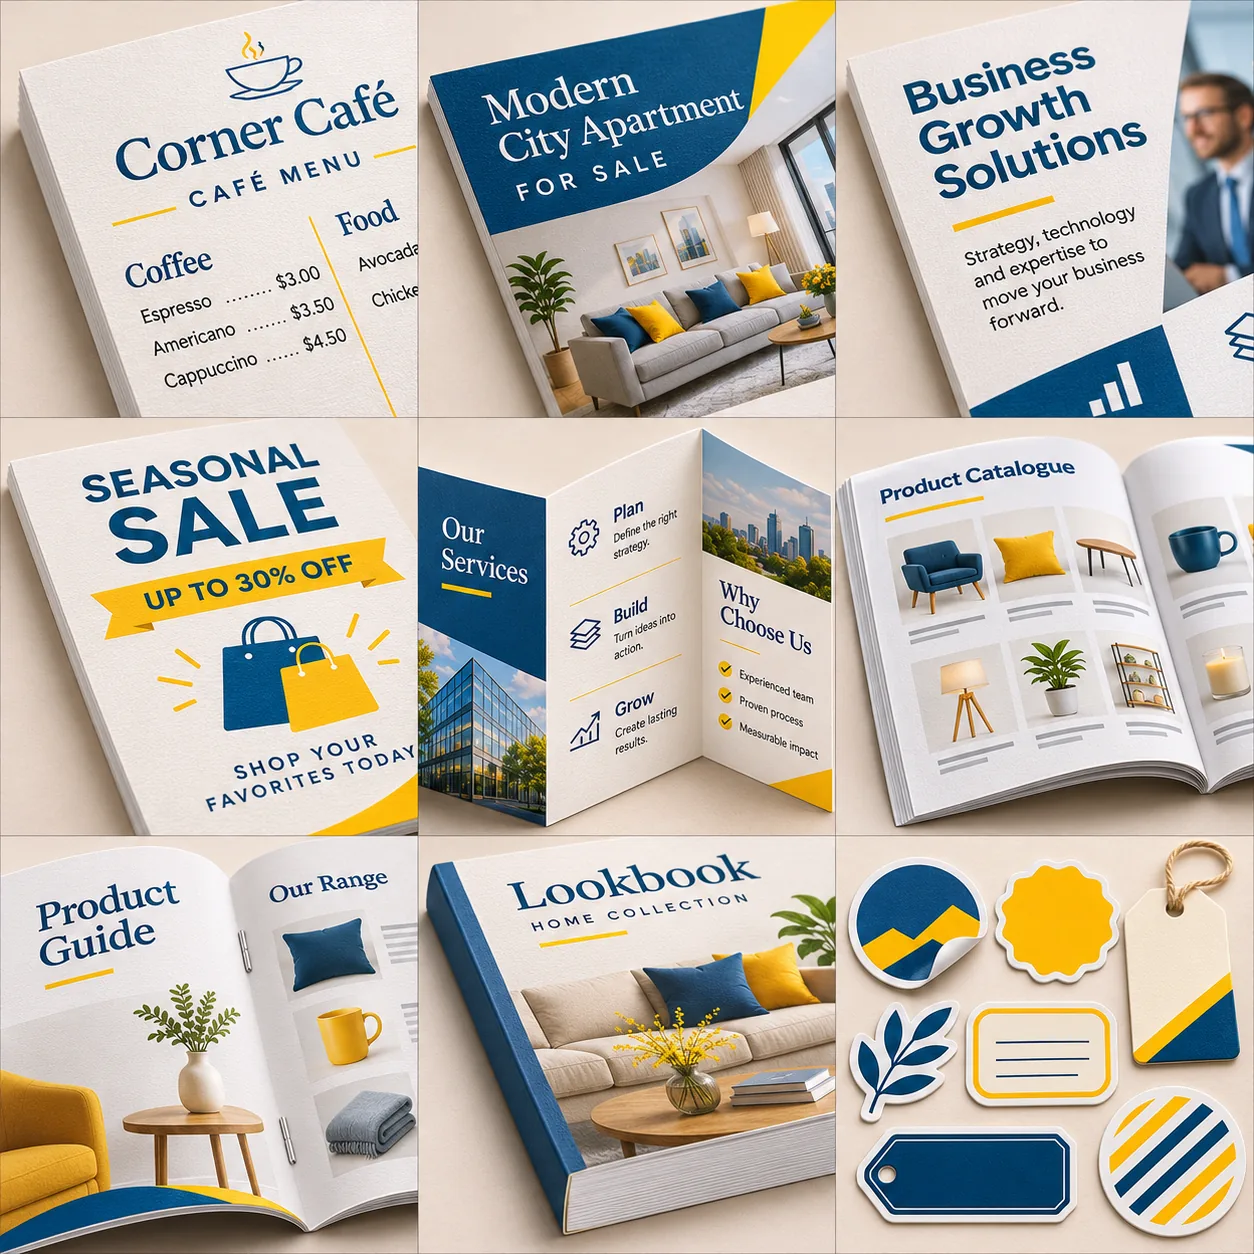 Corner Café
CAFÉ MENU
Coffee
Espresso ........ $3.00
Americano ....... $3.50
Cappuccino ...... $4.50
Food
Avocada
Chicke
Modern
City Apartment
FOR SALE
Business
Growth
Solutions
Strategy, technology
and expertise to
move your business
forward.
SEASONAL
SALE
UP TO 30% OFF
SHOP YOUR
FAVORITES TODAY
Our
Services
Plan
Define the right
strategy.
Build
Turn ideas into
action.
Grow
Create lasting
results.
Why
Choose Us
Experienced team
Proven process
Measurable impact
Product Catalogue
Product
Guide
Our Range
Lookbook
HOME COLLECTION